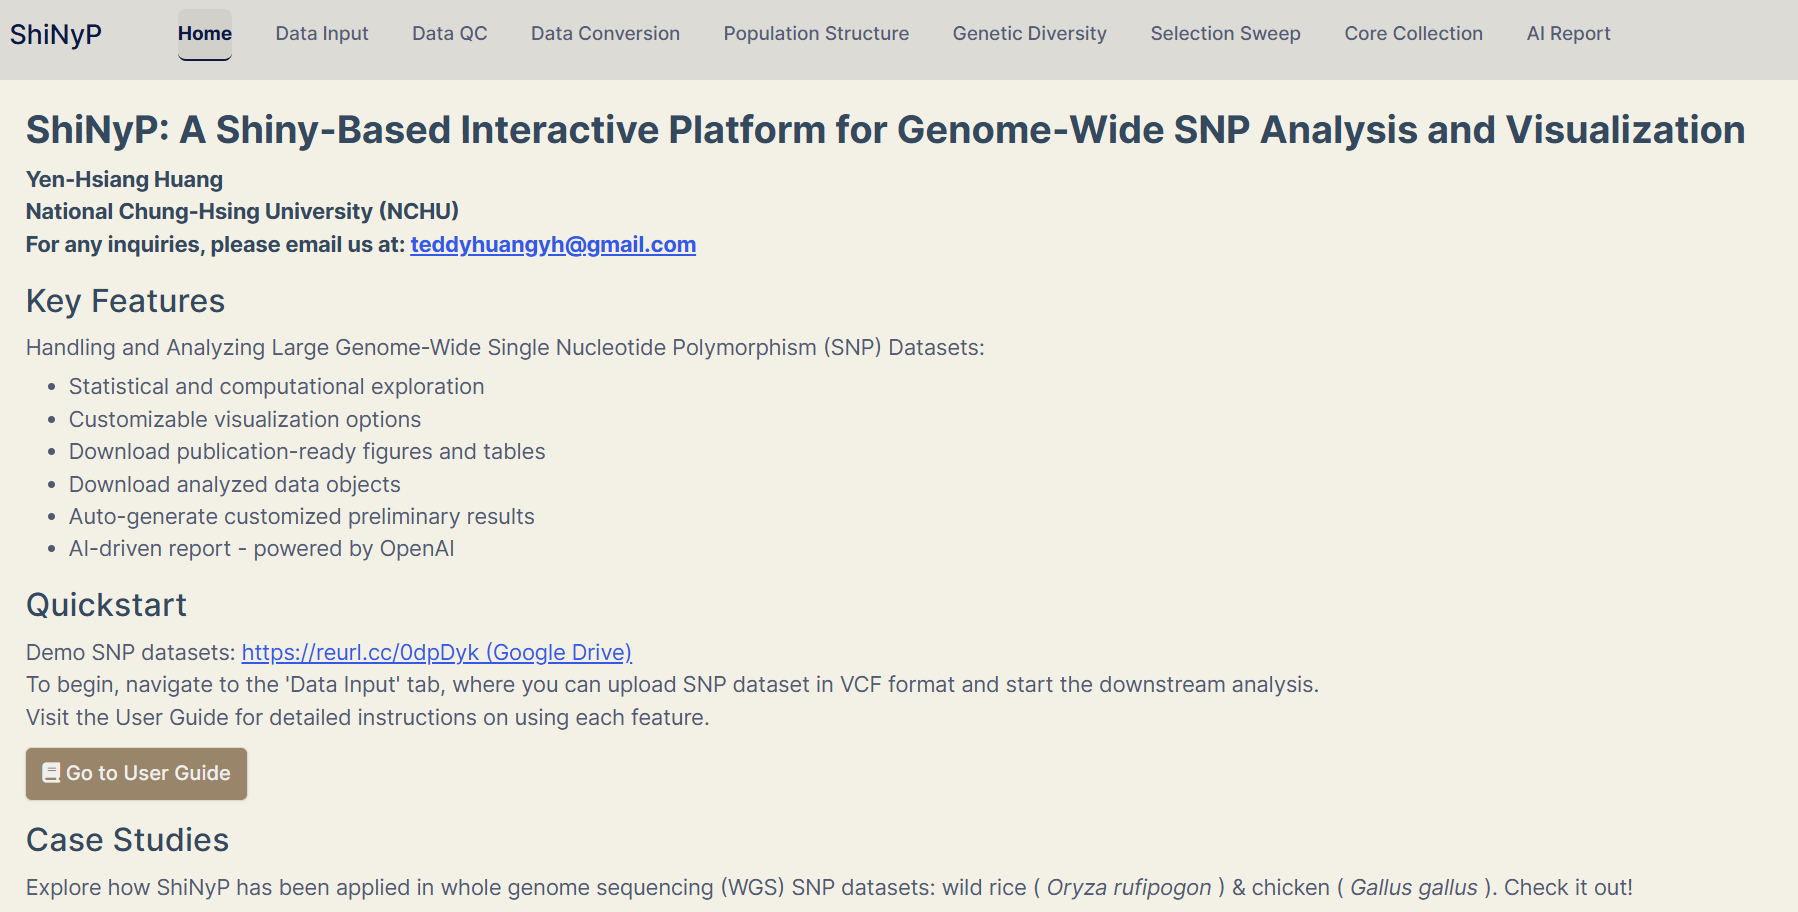 ShiNyP
Home
Data Input
Data QC
Data Conversion
Population Structure
Genetic Diversity
Selection Sweep
Core Collection
AI Report
ShiNyP: A Shiny-Based Interactive Platform for Genome-Wide SNP Analysis and Visualization
Yen-Hsiang Huang
National Chung-Hsing University (NCHU)
For any inquiries, please email us at: teddyhuangyh@gmail.com
Key Features
Handling and Analyzing Large Genome-Wide Single Nucleotide Polymorphism (SNP) Datasets:
• Statistical and computational exploration
• Customizable visualization options
• Download publication-ready figures and tables
• Download analyzed data objects
• Auto-generate customized preliminary results
• AI-driven report - powered by OpenAI
Quickstart
Demo SNP datasets: https://reurl.cc/0dpDyk (Google Drive)
To begin, navigate to the 'Data Input' tab, where you can upload SNP dataset in VCF format and start the downstream analysis.
Visit the User Guide for detailed instructions on using each feature.
Go to User Guide
Case Studies
Explore how ShiNyP has been applied in whole genome sequencing (WGS) SNP datasets: wild rice ( Oryza rufipogon ) & chicken ( Gallus gallus ). Check it out!